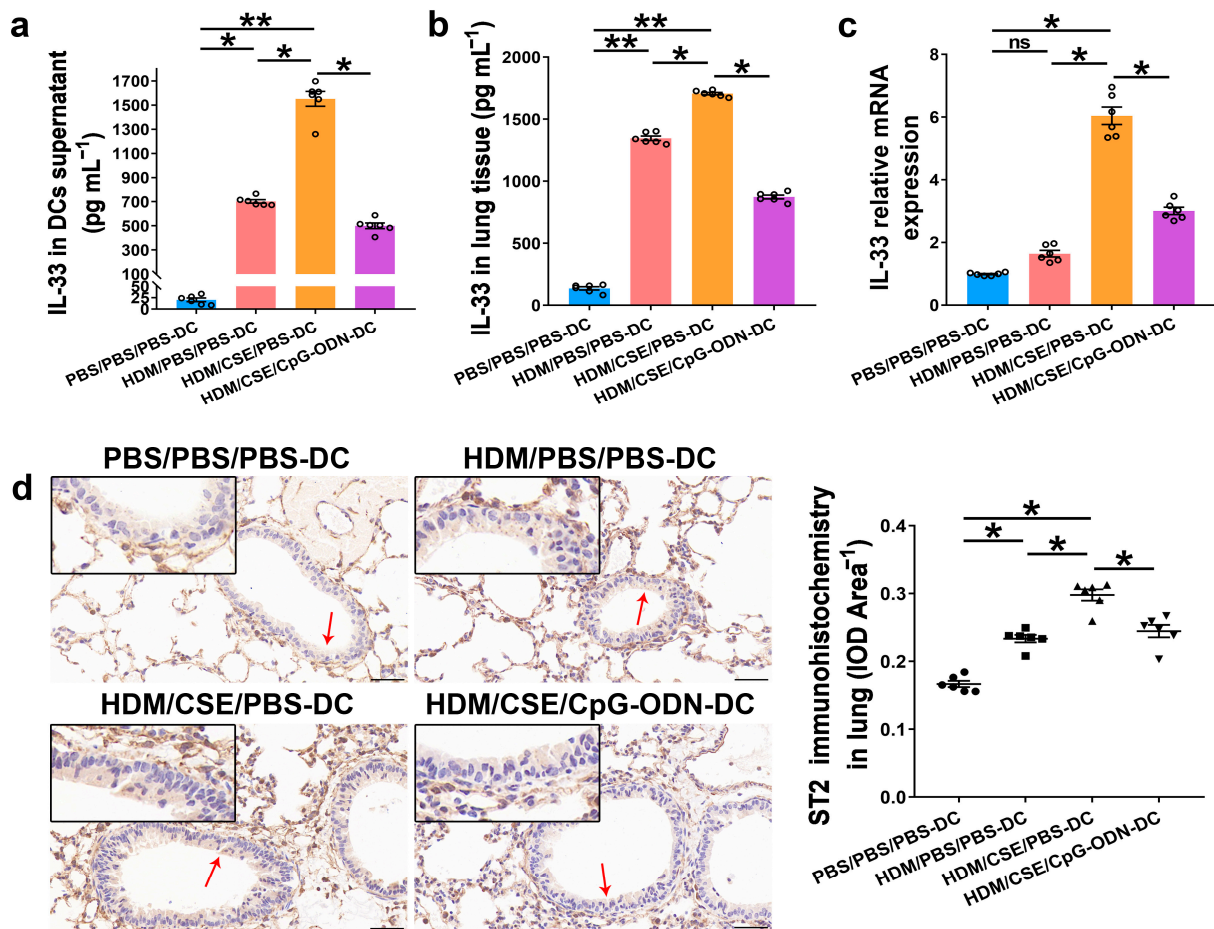 a
IL-33 in DCs supernatant
(pg mL⁻¹)
1700
1500
1300
1100
900
700
500
300
100
50
25
0
**
*
*
*
PBS/PBS/PBS-DC
HDM/PBS/PBS-DC
HDM/CSE/PBS-DC
HDM/CSE/CpG-ODN-DC
b
IL-33 in lung tissue (pg mL⁻¹)
2000
1500
1000
500
0
**
**
*
*
PBS/PBS/PBS-DC
HDM/PBS/PBS-DC
HDM/CSE/PBS-DC
HDM/CSE/CpG-ODN-DC
c
IL-33 relative mRNA
expression
8
6
4
2
0
*
ns
*
*
PBS/PBS/PBS-DC
HDM/PBS/PBS-DC
HDM/CSE/PBS-DC
HDM/CSE/CpG-ODN-DC
d
PBS/PBS/PBS-DC
HDM/PBS/PBS-DC
HDM/CSE/PBS-DC
HDM/CSE/CpG-ODN-DC
ST2 immunohistochemistry
in lung (IOD Area⁻¹)
0.4
0.3
0.2
0.1
0.0
*
*
*
*
PBS/PBS/PBS-DC
HDM/PBS/PBS-DC
HDM/CSE/PBS-DC
HDM/CSE/CpG-ODN-DC